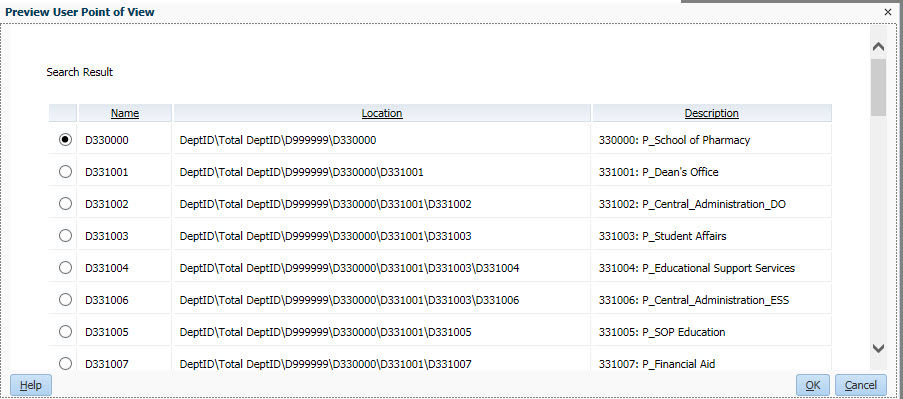 Preview User Point of View
Search Result
Name Location Description
D330000 DeptID\Total DeptID\D999999\D330000 330000: P_School of Pharmacy
D331001 DeptID\Total DeptID\D999999\D330000\D331001 331001: P_Dean's Office
D331002 DeptID\Total DeptID\D999999\D330000\D331001\D331002 331002: P_Central_Administration_DO
D331003 DeptID\Total DeptID\D999999\D330000\D331001\D331003 331003: P_Student Affairs
D331004 DeptID\Total DeptID\D999999\D330000\D331001\D331003\D331004 331004: P_Educational Support Services
D331006 DeptID\Total DeptID\D999999\D330000\D331001\D331003\D331006 331006: P_Central_Administration_ESS
D331005 DeptID\Total DeptID\D999999\D330000\D331001\D331005 331005: P_SOP Education
D331007 DeptID\Total DeptID\D999999\D330000\D331001\D331007 331007: P_Financial Aid
Help OK Cancel